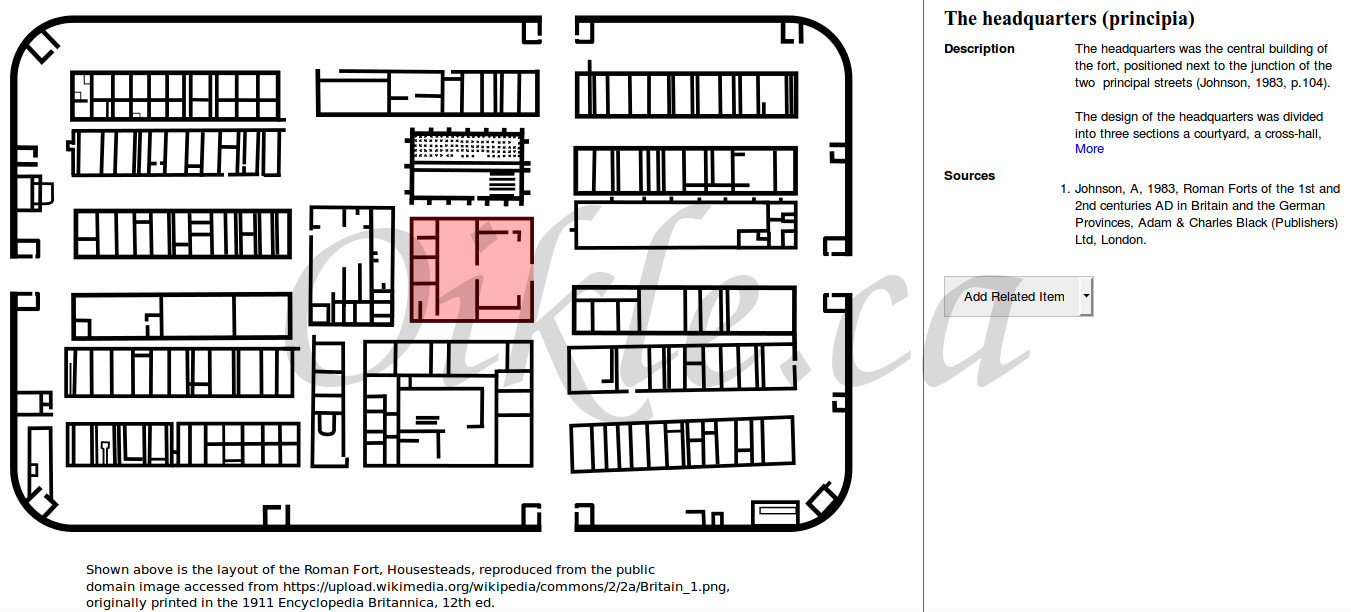 The headquarters (principia)
Description
The headquarters was the central building of
the fort, positioned next to the junction of the
two  principal streets (Johnson, 1983, p.104).
The design of the headquarters was divided
into three sections a courtyard, a cross-hall,
More
Sources
1. Johnson, A, 1983, Roman Forts of the 1st and
2nd centuries AD in Britain and the German
Provinces, Adam & Charles Black (Publishers)
Ltd, London.
Add Related Item
Oikle.ca
Shown above is the layout of the Roman Fort, Housesteads, reproduced from the public
domain image accessed from https://upload.wikimedia.org/wikipedia/commons/2/2a/Britain_1.png,
originally printed in the 1911 Encyclopedia Britannica, 12th ed.